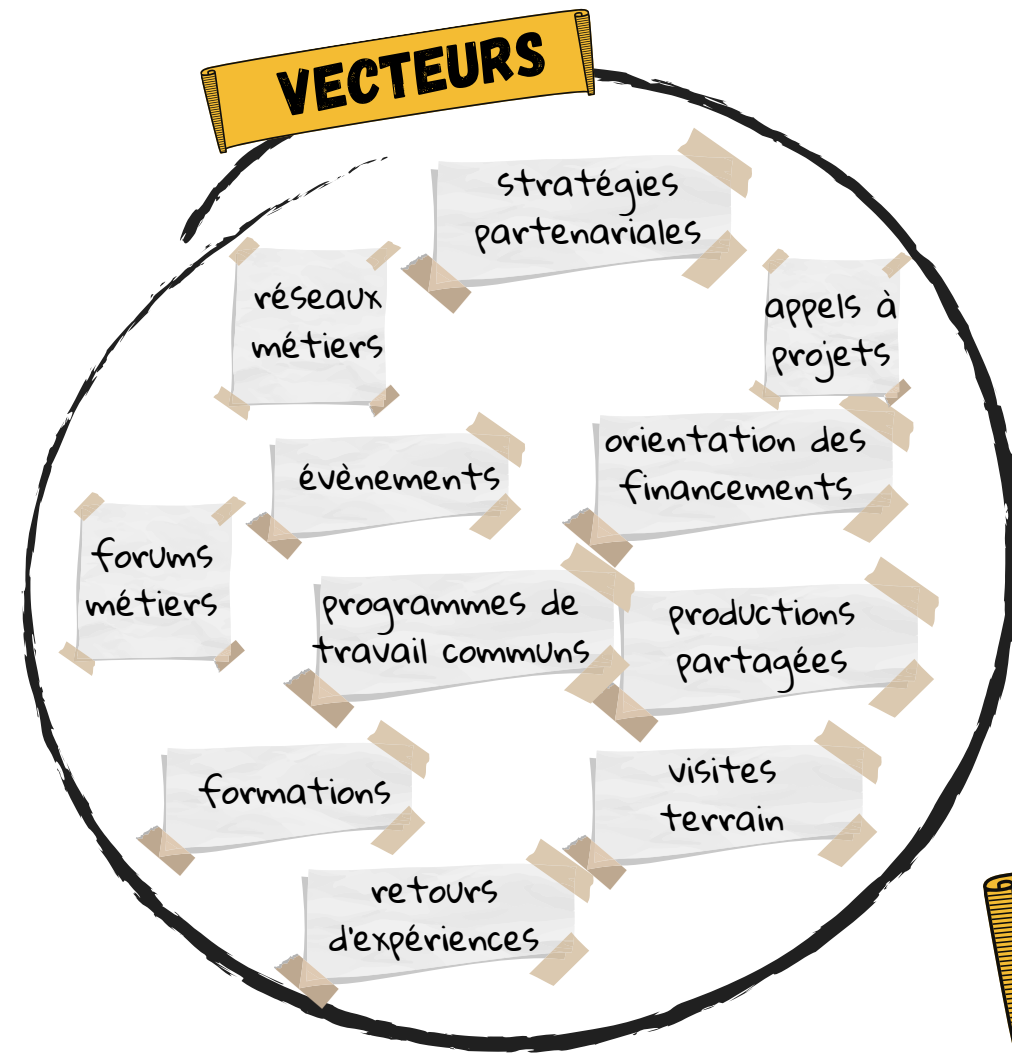 VECTEURS
stratégies
partenariales
réseaux
métiers
appels à
projets
évènements
orientation des
financements
forums
métiers
programmes de
travail communs
productions
partagées
formations
visites
terrain
retours
d'expériences